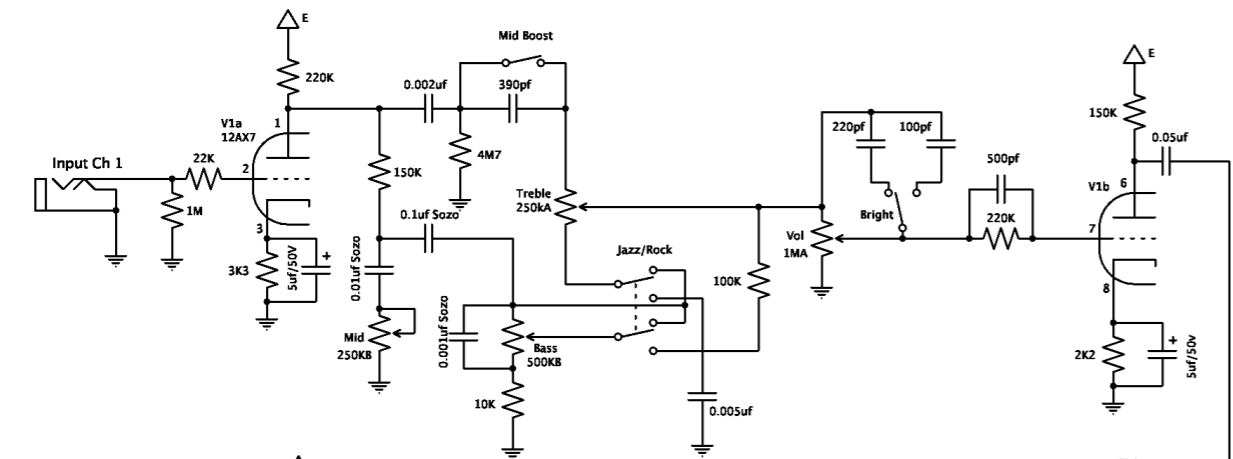 E
220K
V1a
12AX7
1
2
3
Input Ch 1
22K
1M
3K3
5uf/50V
+
0.002uf
Mid Boost
390pf
4M7
150K
0.1uf Sozo
0.01uf Sozo
Mid
250KB
Treble
250kA
Jazz/Rock
0.001uf Sozo
Bass
500KB
10K
100K
0.005uf
220pf
100pf
Bright
Vol
1MA
500pf
220K
E
150K
0.05uf
V1b
6
7
8
2K2
+
5uf/50v